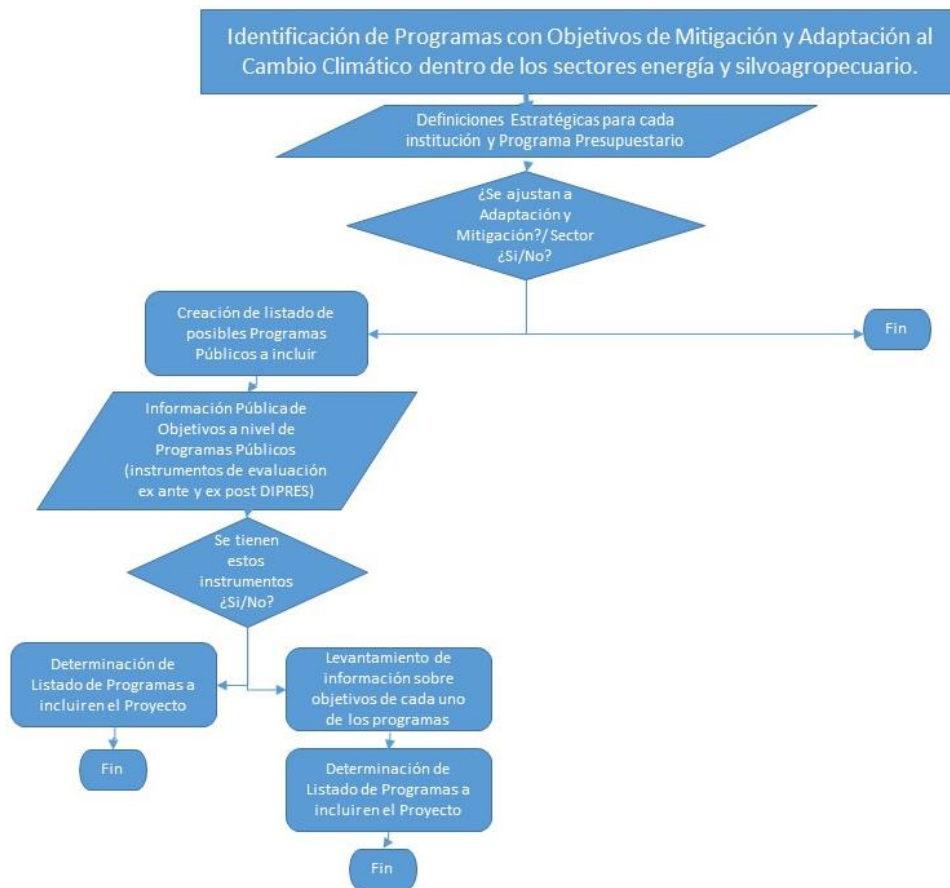 Identificación de Programas con Objetivos de Mitigación y Adaptación al
Cambio Climático dentro de los sectores energía y silvoagropecuario.
Definiciones Estratégicas para cada
institución y Programa Presupuestario
¿Se ajustan a
Adaptación y
Mitigación?/ Sector
¿Si/No?
Creación de listado de
posibles Programas
Públicos a incluir
Fin
Información Pública de
Objetivos a nivel de
Programas Públicos
(instrumentos de evaluación
ex ante y ex post DIPRES)
Se tienen
estos
instrumentos
¿Si/No?
Determinación de
Listado de Programas a
incluir en el Proyecto
Fin
Levantamiento de
información sobre
objetivos de cada uno
de los programas
Determinación de
Listado de Programas a
incluir en el Proyecto
Fin